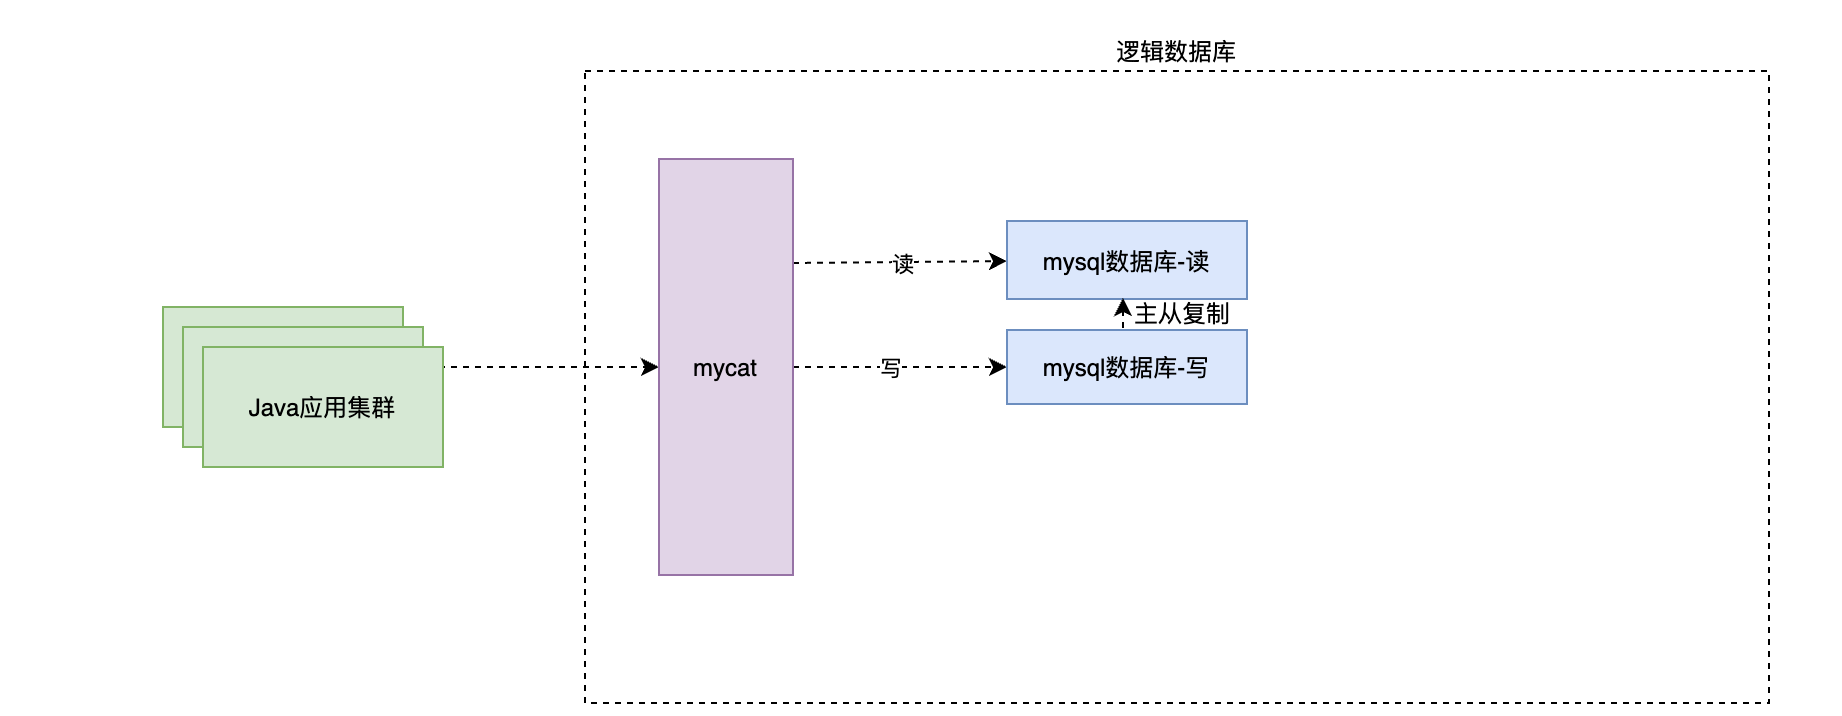 逻辑数据库
读
mysql数据库-读
主从复制
mycat
写
mysql数据库-写
Java应用集群